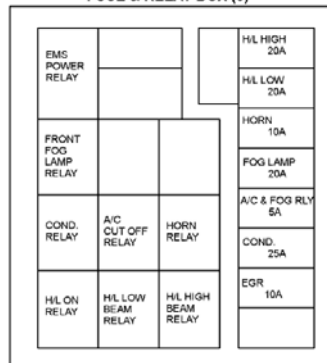 EMS
POWER
RELAY
FRONT
FOG
LAMP
RELAY
COND.
RELAY
A/C
CUT OFF
RELAY
HORN
RELAY
H/L ON
RELAY
H/L LOW
BEAM
RELAY
H/L HIGH
BEAM
RELAY
H/L HIGH
20A
H/L LOW
20A
HORN
10A
FOG LAMP
20A
A/C & FOG RLY
5A
COND.
25A
EGR
10A